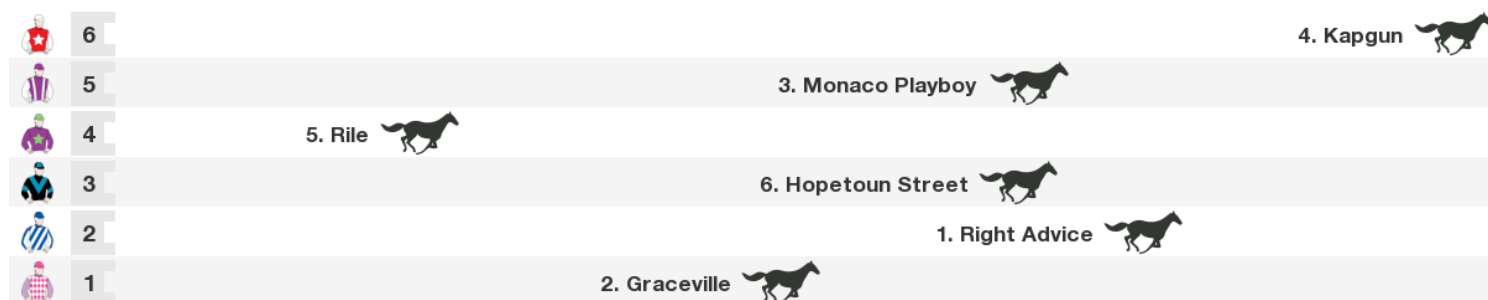 6 4. Kapgun
5 3. Monaco Playboy
4 5. Rile
3 6. Hopetoun Street
2 1. Right Advice
1 2. Graceville